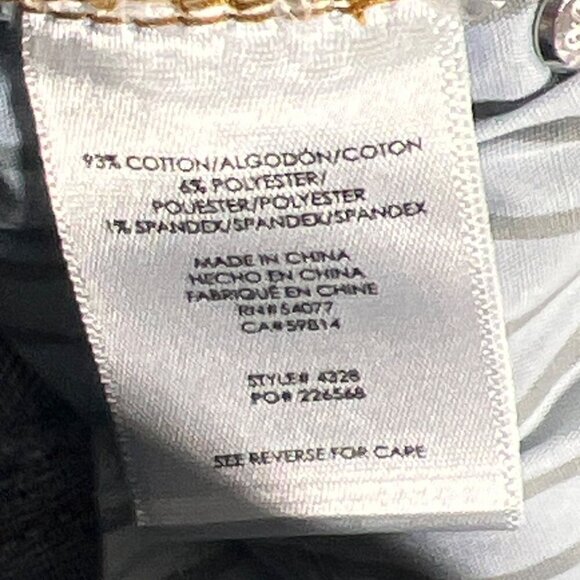 93% COTTON/ALGODÓN/COTON
6% POLYESTER/
POLIESTER/POLYESTER
1% SPANDEX/SPANDEX/SPANDEX
MADE IN CHINA
HECHO EN CHINA
FABRIQUÉ EN CHINE
RN# 54077
CA# 59814
STYLE# 4328
PO# 226568
SEE REVERSE FOR CARE